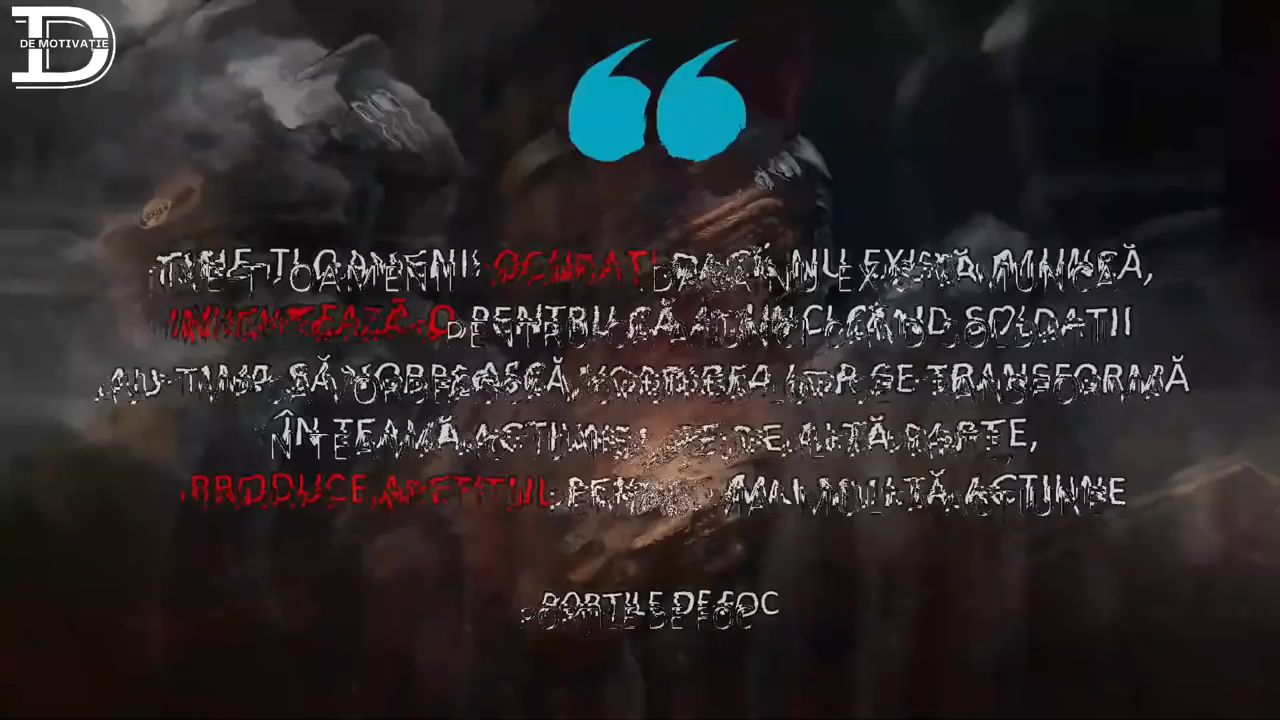 DE MOTIVAȚIE
ȚINE-ȚI OAMENII OCUPAȚI DACĂ NU EXISTĂ MUNCĂ,
INVENTEAZĂ-O PENTRU CĂ ATUNCI CÂND SOLDAȚII
AU TIMP SĂ VORBEASCĂ, VORBIREA LOR SE TRANSFORMĂ
ÎN TEAMĂ ACȚIUNE PE DE ALTĂ PARTE,
PRODUCE APETITUL PENTRU MAI MULTĂ ACȚIUNE
PORȚILE DE FOC